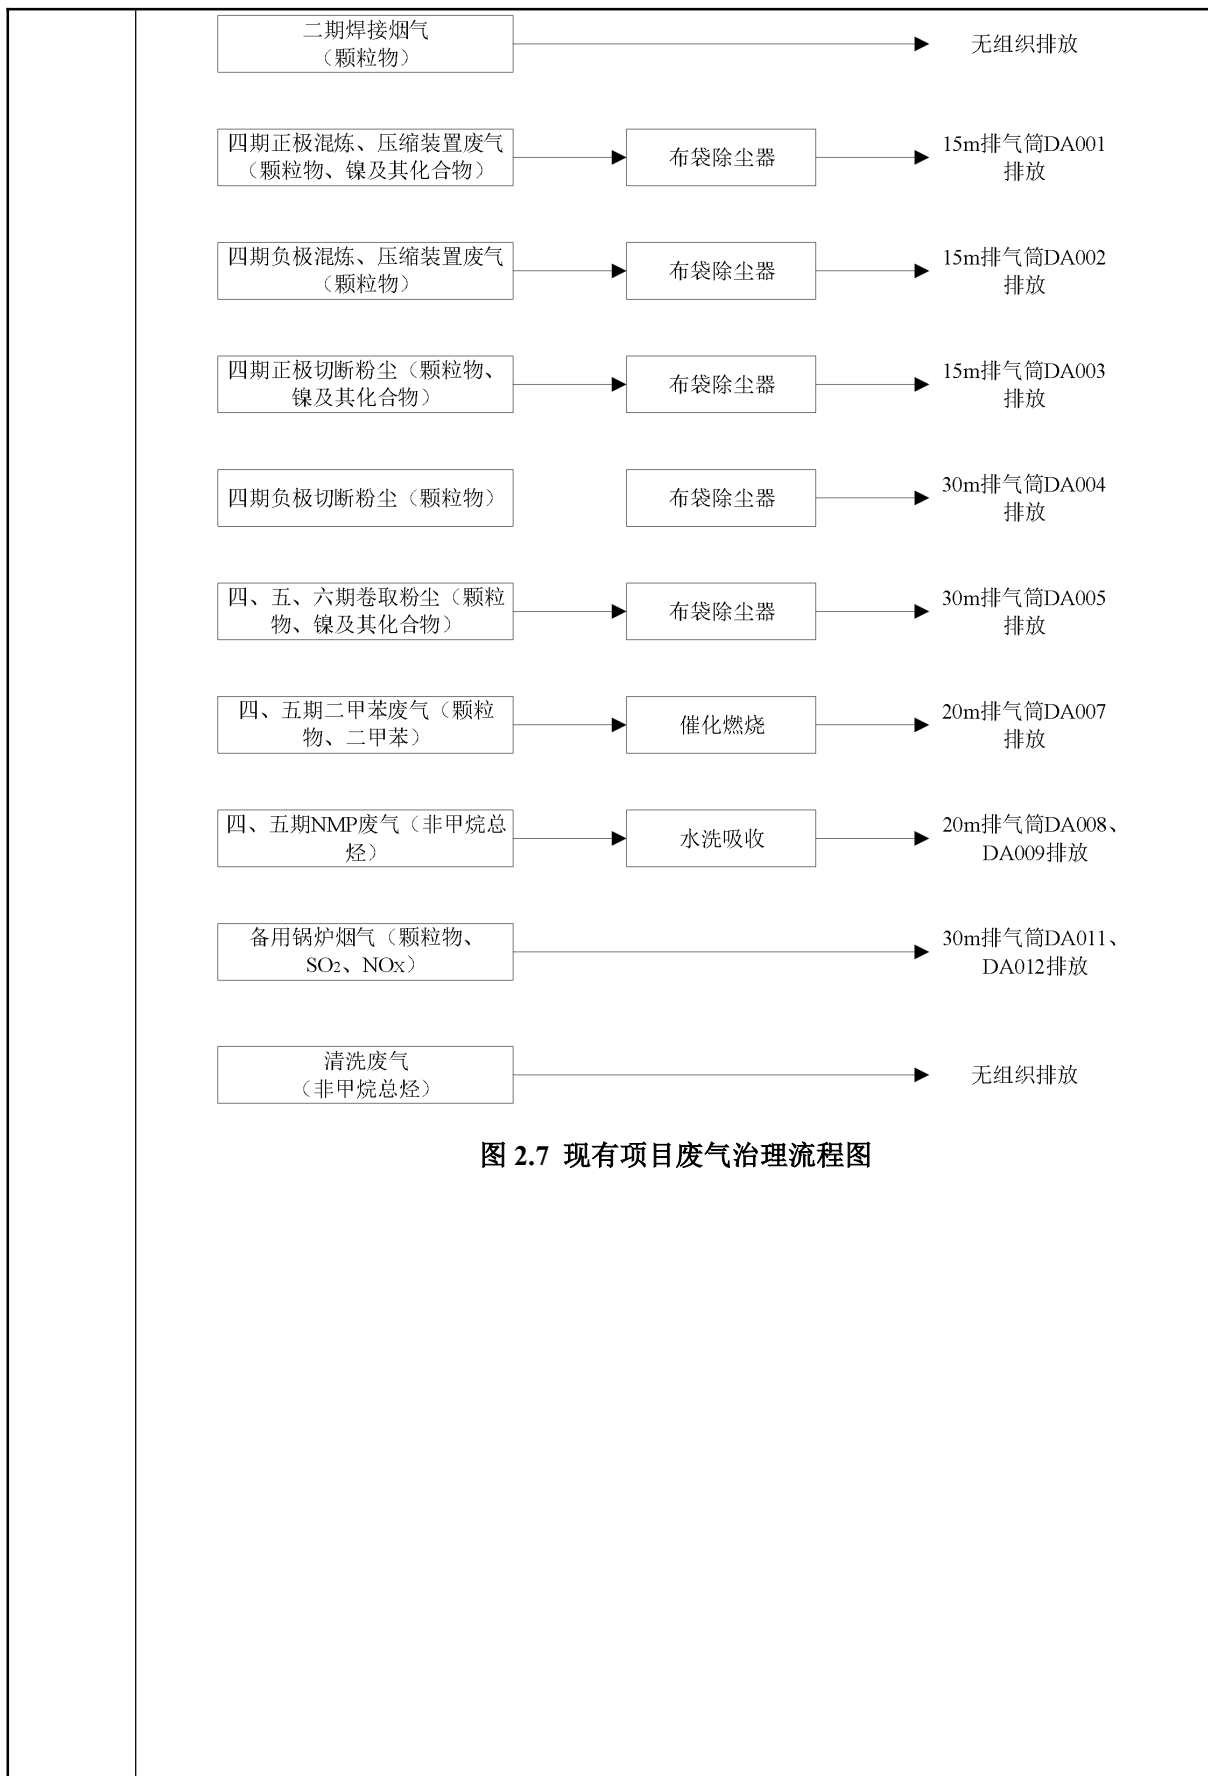 二期焊接烟气
（颗粒物）
无组织排放
四期正极混炼、压缩装置废气
（颗粒物、镍及其化合物）
布袋除尘器
15m排气筒DA001
排放
四期负极混炼、压缩装置废气
（颗粒物）
布袋除尘器
15m排气筒DA002
排放
四期正极切断粉尘（颗粒物、
镍及其化合物）
布袋除尘器
15m排气筒DA003
排放
四期负极切断粉尘（颗粒物）
布袋除尘器
30m排气筒DA004
排放
四、五、六期卷取粉尘（颗粒
物、镍及其化合物）
布袋除尘器
30m排气筒DA005
排放
四、五期二甲苯废气（颗粒
物、二甲苯）
催化燃烧
20m排气筒DA007
排放
四、五期NMP废气（非甲烷总
烃）
水洗吸收
20m排气筒DA008、
DA009排放
备用锅炉烟气（颗粒物、
SO2、NOx）
30m排气筒DA011、
DA012排放
清洗废气
（非甲烷总烃）
无组织排放
图 2.7 现有项目废气治理流程图